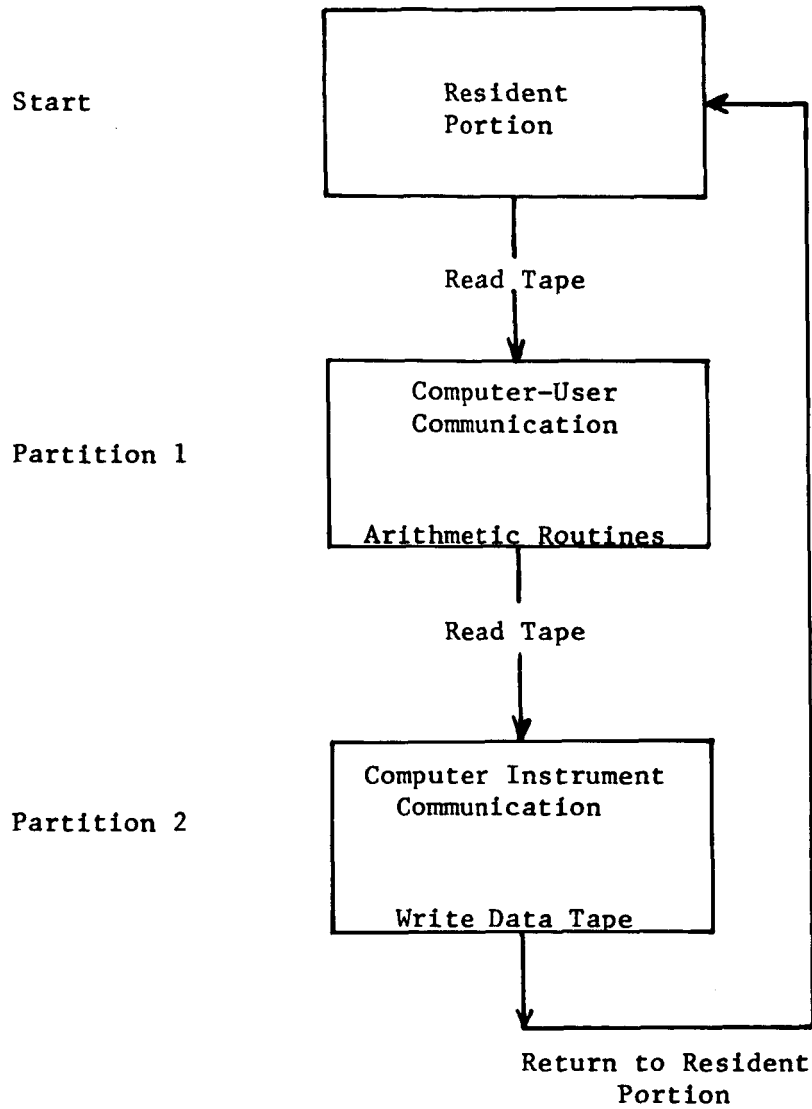 Start
Resident
Portion
Read Tape
Computer-User
Communication
Partition 1
Arithmetic Routines
Read Tape
Computer Instrument
Communication
Partition 2
Write Data Tape
Return to Resident
Portion